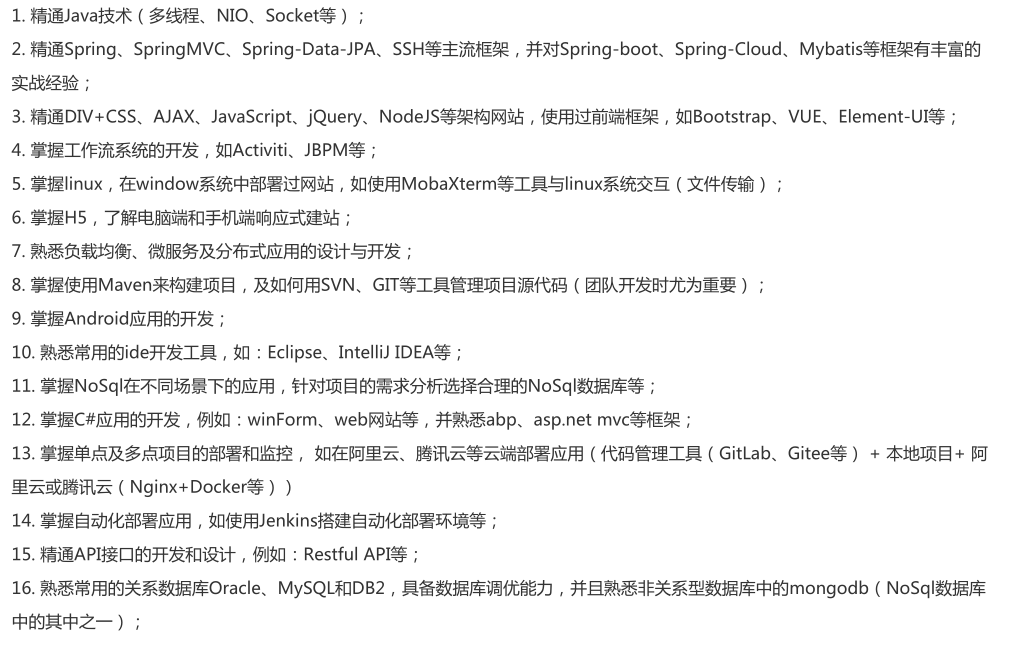 1. 精通Java技术（多线程、NIO、Socket等）；
2. 精通Spring、SpringMVC、Spring-Data-JPA、SSH等主流框架，并对Spring-boot、Spring-Cloud、Mybatis等框架有丰富的
实战经验；
3. 精通DIV+CSS、AJAX、JavaScript、jQuery、NodeJS等架构网站，使用过前端框架，如Bootstrap、VUE、Element-UI等；
4. 掌握工作流系统的开发，如Activiti、JBPM等；
5. 掌握linux，在window系统中部署过网站，如使用MobaXterm等工具与linux系统交互（文件传输）；
6. 掌握H5，了解电脑端和手机端响应式建站；
7. 熟悉负载均衡、微服务及分布式应用的设计与开发；
8. 掌握使用Maven来构建项目，及如何用SVN、GIT等工具管理项目源代码（团队开发时尤为重要）；
9. 掌握Android应用的开发；
10. 熟悉常用的ide开发工具，如：Eclipse、IntelliJ IDEA等；
11. 掌握NoSql在不同场景下的应用，针对项目的需求分析选择合理的NoSql数据库等；
12. 掌握C#应用的开发，例如：winForm、web网站等，并熟悉abp、asp.net mvc等框架；
13. 掌握单点及多点项目的部署和监控， 如在阿里云、腾讯云等云端部署应用（代码管理工具（GitLab、Gitee等） + 本地项目+ 阿
里云或腾讯云（Nginx+Docker等））
14. 掌握自动化部署应用，如使用Jenkins搭建自动化部署环境等；
15. 精通API接口的开发和设计，例如：Restful API等；
16. 熟悉常用的关系数据库Oracle、MySQL和DB2，具备数据库调优能力，并且熟悉非关系型数据库中的mongodb（NoSql数据库
中的其中之一）；